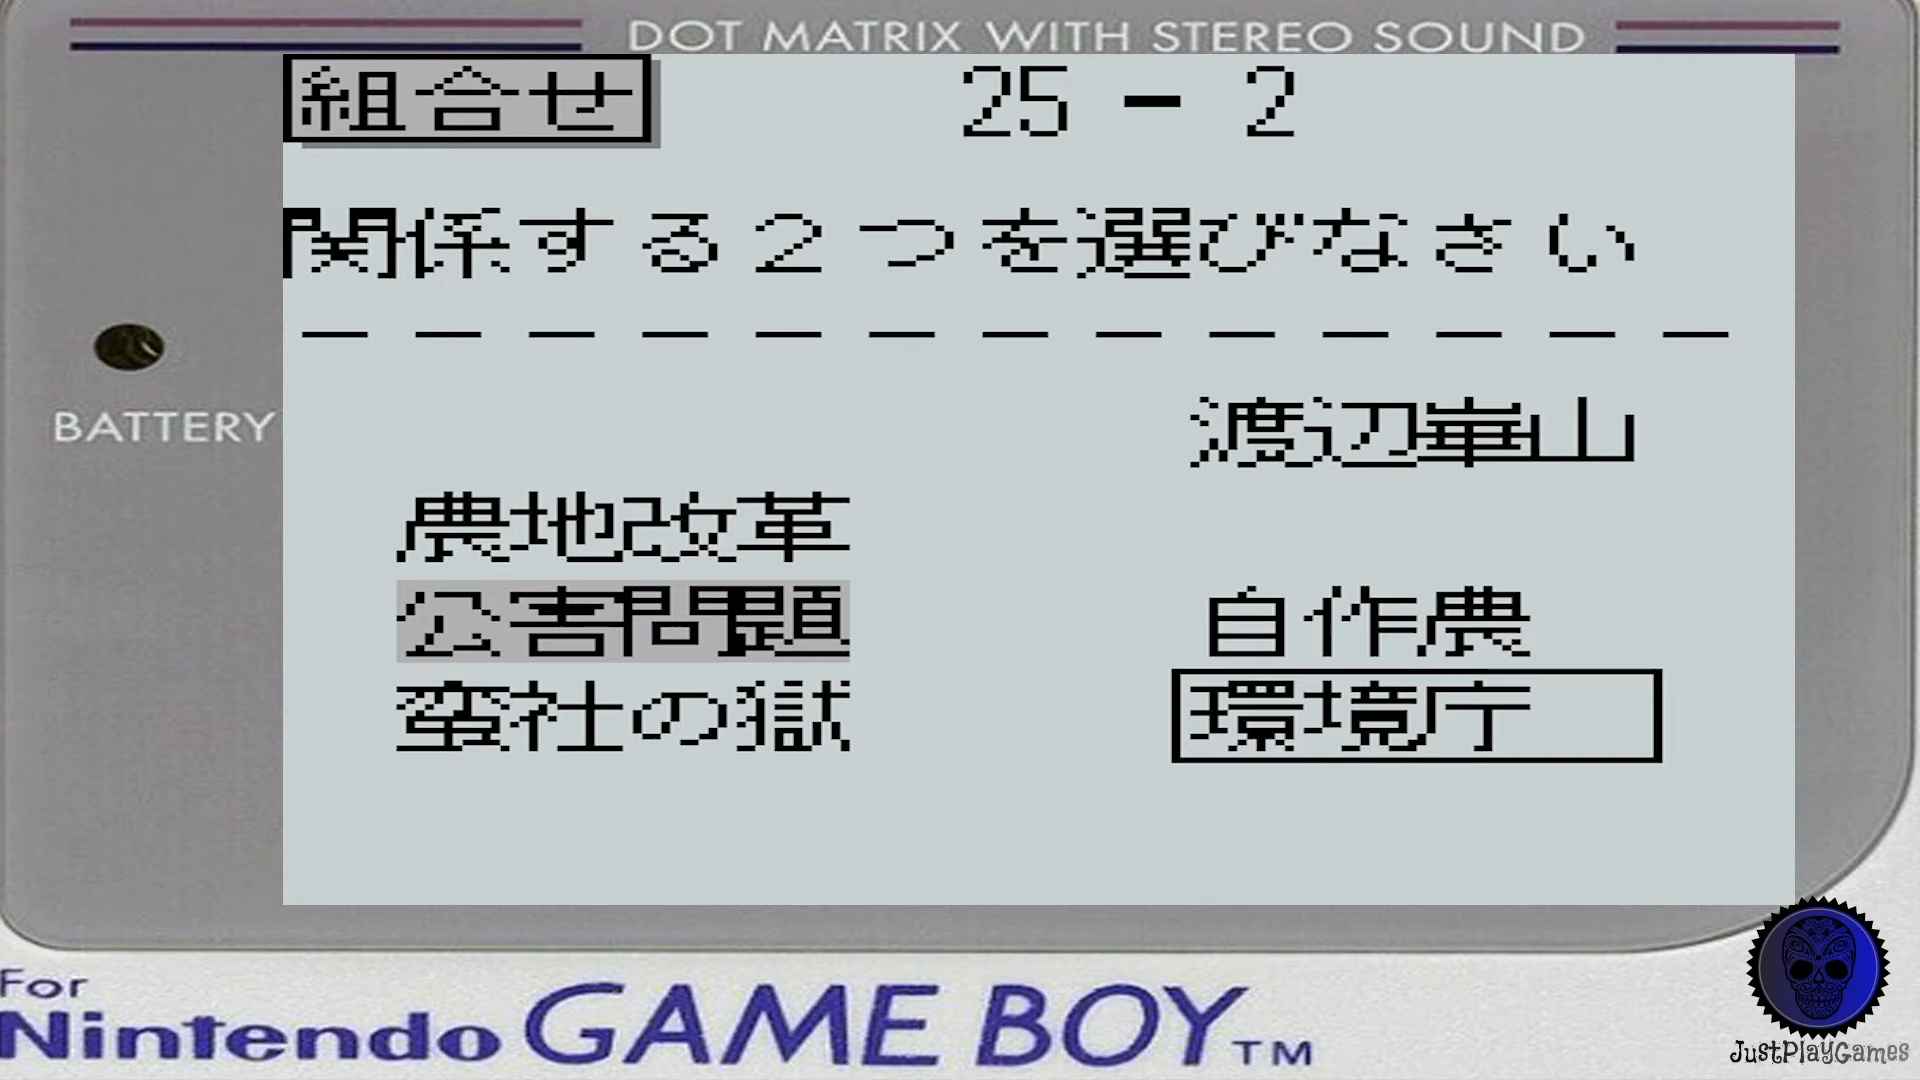 DOT MATRIX WITH STEREO SOUND
組合せ 25 - 2
関係する2つを選びなさい
BATTERY
渡辺崋山
農地改革
公害問題 自作農
蛮社の獄 環境庁
For
Nintendo GAME BOY TM
JustPlayGames